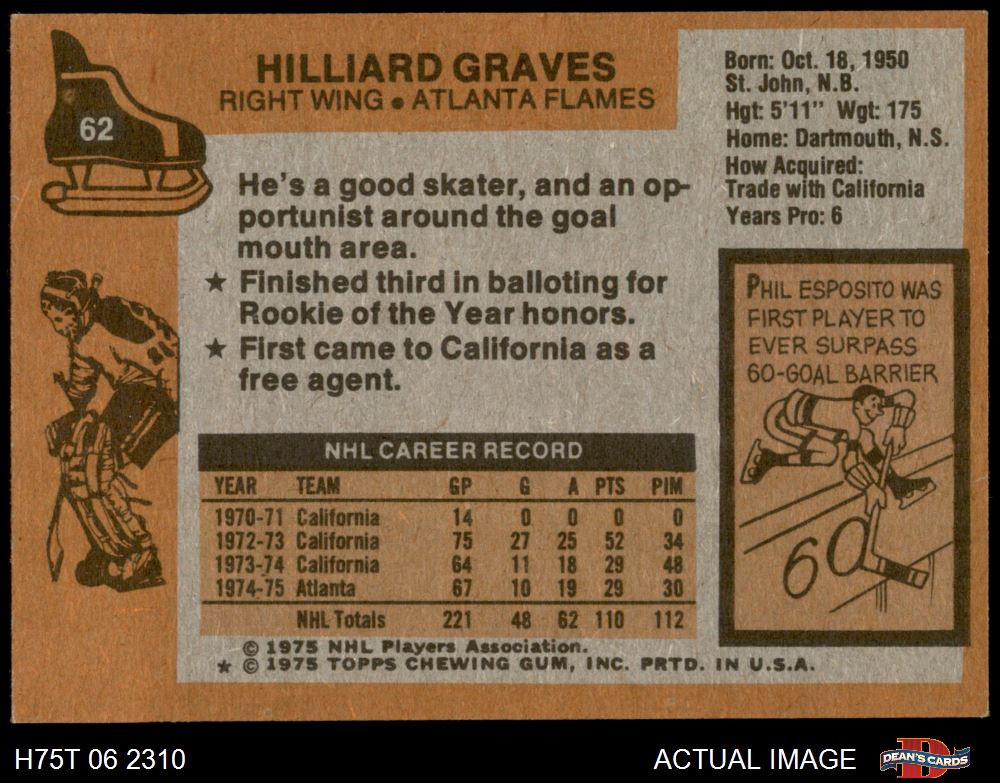 62
HILLIARD GRAVES
RIGHT WING • ATLANTA FLAMES
Born: Oct. 18, 1950
St. John, N.B.
Hgt: 5'11" Wgt: 175
Home: Dartmouth, N.S.
How Acquired:
Trade with California
Years Pro: 6
He's a good skater, and an op-
portunist around the goal
mouth area.
★ Finished third in balloting for
Rookie of the Year honors.
★ First came to California as a
free agent.
PHIL ESPOSITO WAS
FIRST PLAYER TO
EVER SURPASS
60-GOAL BARRIER
60
NHL CAREER RECORD
YEAR TEAM GP G A PTS PIM
1970-71 California 14 0 0 0 0
1972-73 California 75 27 25 52 34
1973-74 California 64 11 18 29 48
1974-75 Atlanta 67 10 19 29 30
NHL Totals 221 48 62 110 112
© 1975 NHL Players Association.
★ © 1975 TOPPS CHEWING GUM, INC. PRTD. IN U.S.A.
H75T 06 2310
ACTUAL IMAGE
DEAN'S CARDS